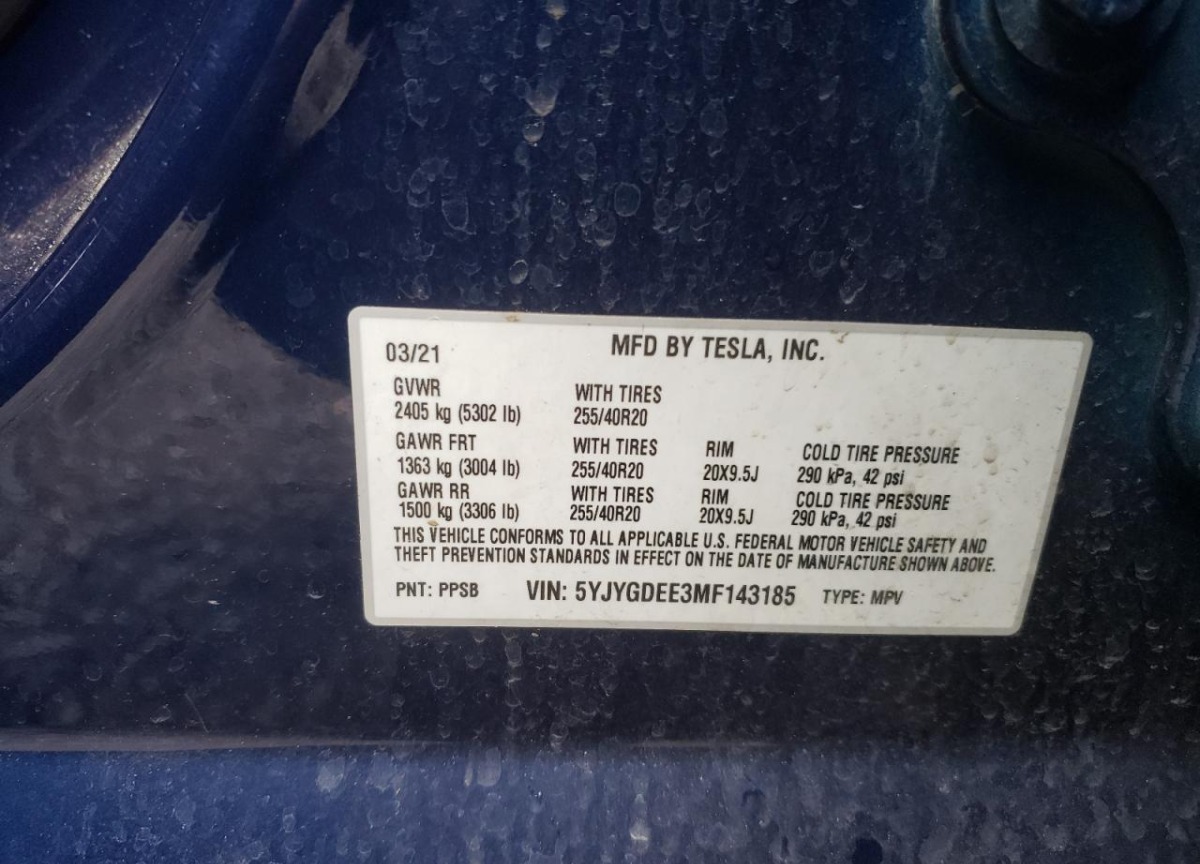 03/21 MFD BY TESLA, INC.
GVWR WITH TIRES
2405 kg (5302 lb) 255/40R20
GAWR FRT WITH TIRES RIM COLD TIRE PRESSURE
1363 kg (3004 lb) 255/40R20 20X9.5J 290 kPa, 42 psi
GAWR RR WITH TIRES RIM COLD TIRE PRESSURE
1500 kg (3306 lb) 255/40R20 20X9.5J 290 kPa, 42 psi
THIS VEHICLE CONFORMS TO ALL APPLICABLE U.S. FEDERAL MOTOR VEHICLE SAFETY AND
THEFT PREVENTION STANDARDS IN EFFECT ON THE DATE OF MANUFACTURE SHOWN ABOVE.
PNT: PPSB VIN: 5YJYGDEE3MF143185 TYPE: MPV